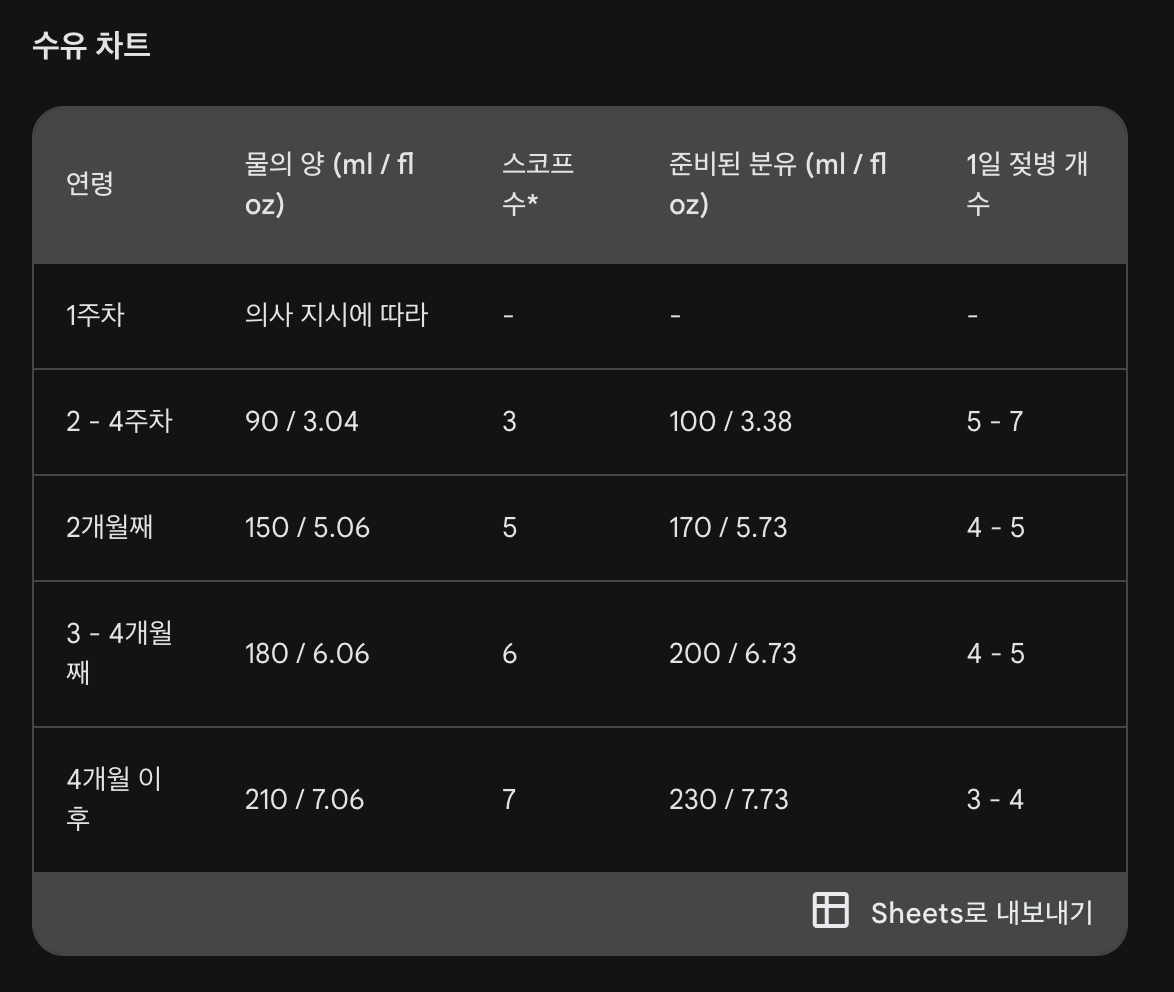 수유 차트
연령
물의 양 (ml / fl
oz)
스코프
수*
준비된 분유 (ml / fl
oz)
1일 젖병 개
수
1주차
의사 지시에 따라
-
-
-
2 - 4주차
90 / 3.04
3
100 / 3.38
5 - 7
2개월째
150 / 5.06
5
170 / 5.73
4 - 5
3 - 4개월
째
180 / 6.06
6
200 / 6.73
4 - 5
4개월 이
후
210 / 7.06
7
230 / 7.73
3 - 4
Sheets로 내보내기